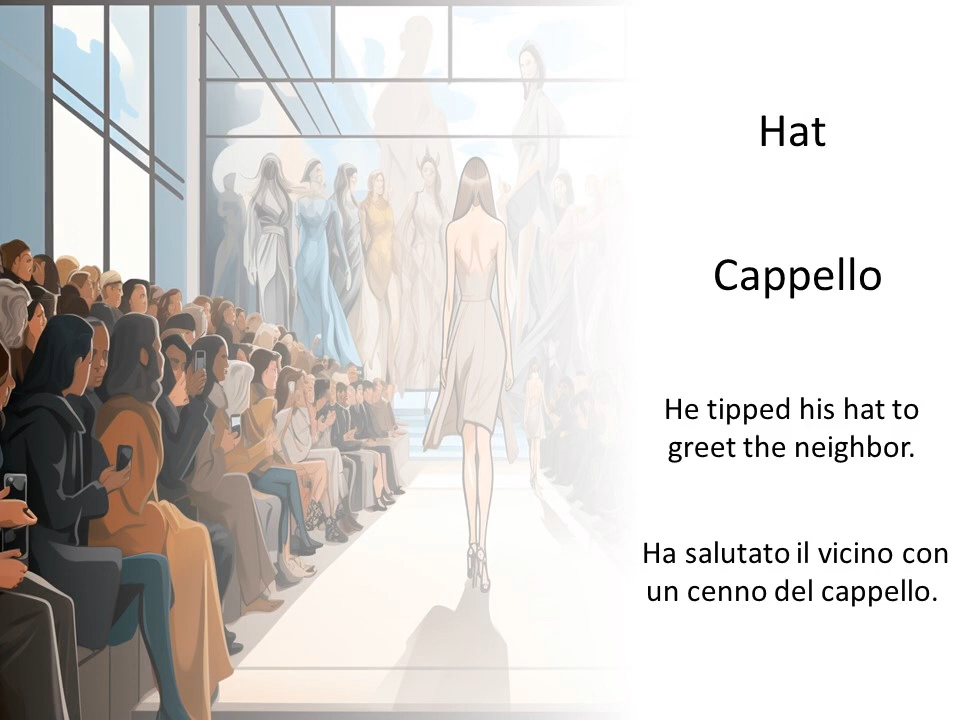 Hat
Cappello
He tipped his hat to
greet the neighbor.
Ha salutato il vicino con
un cenno del cappello.